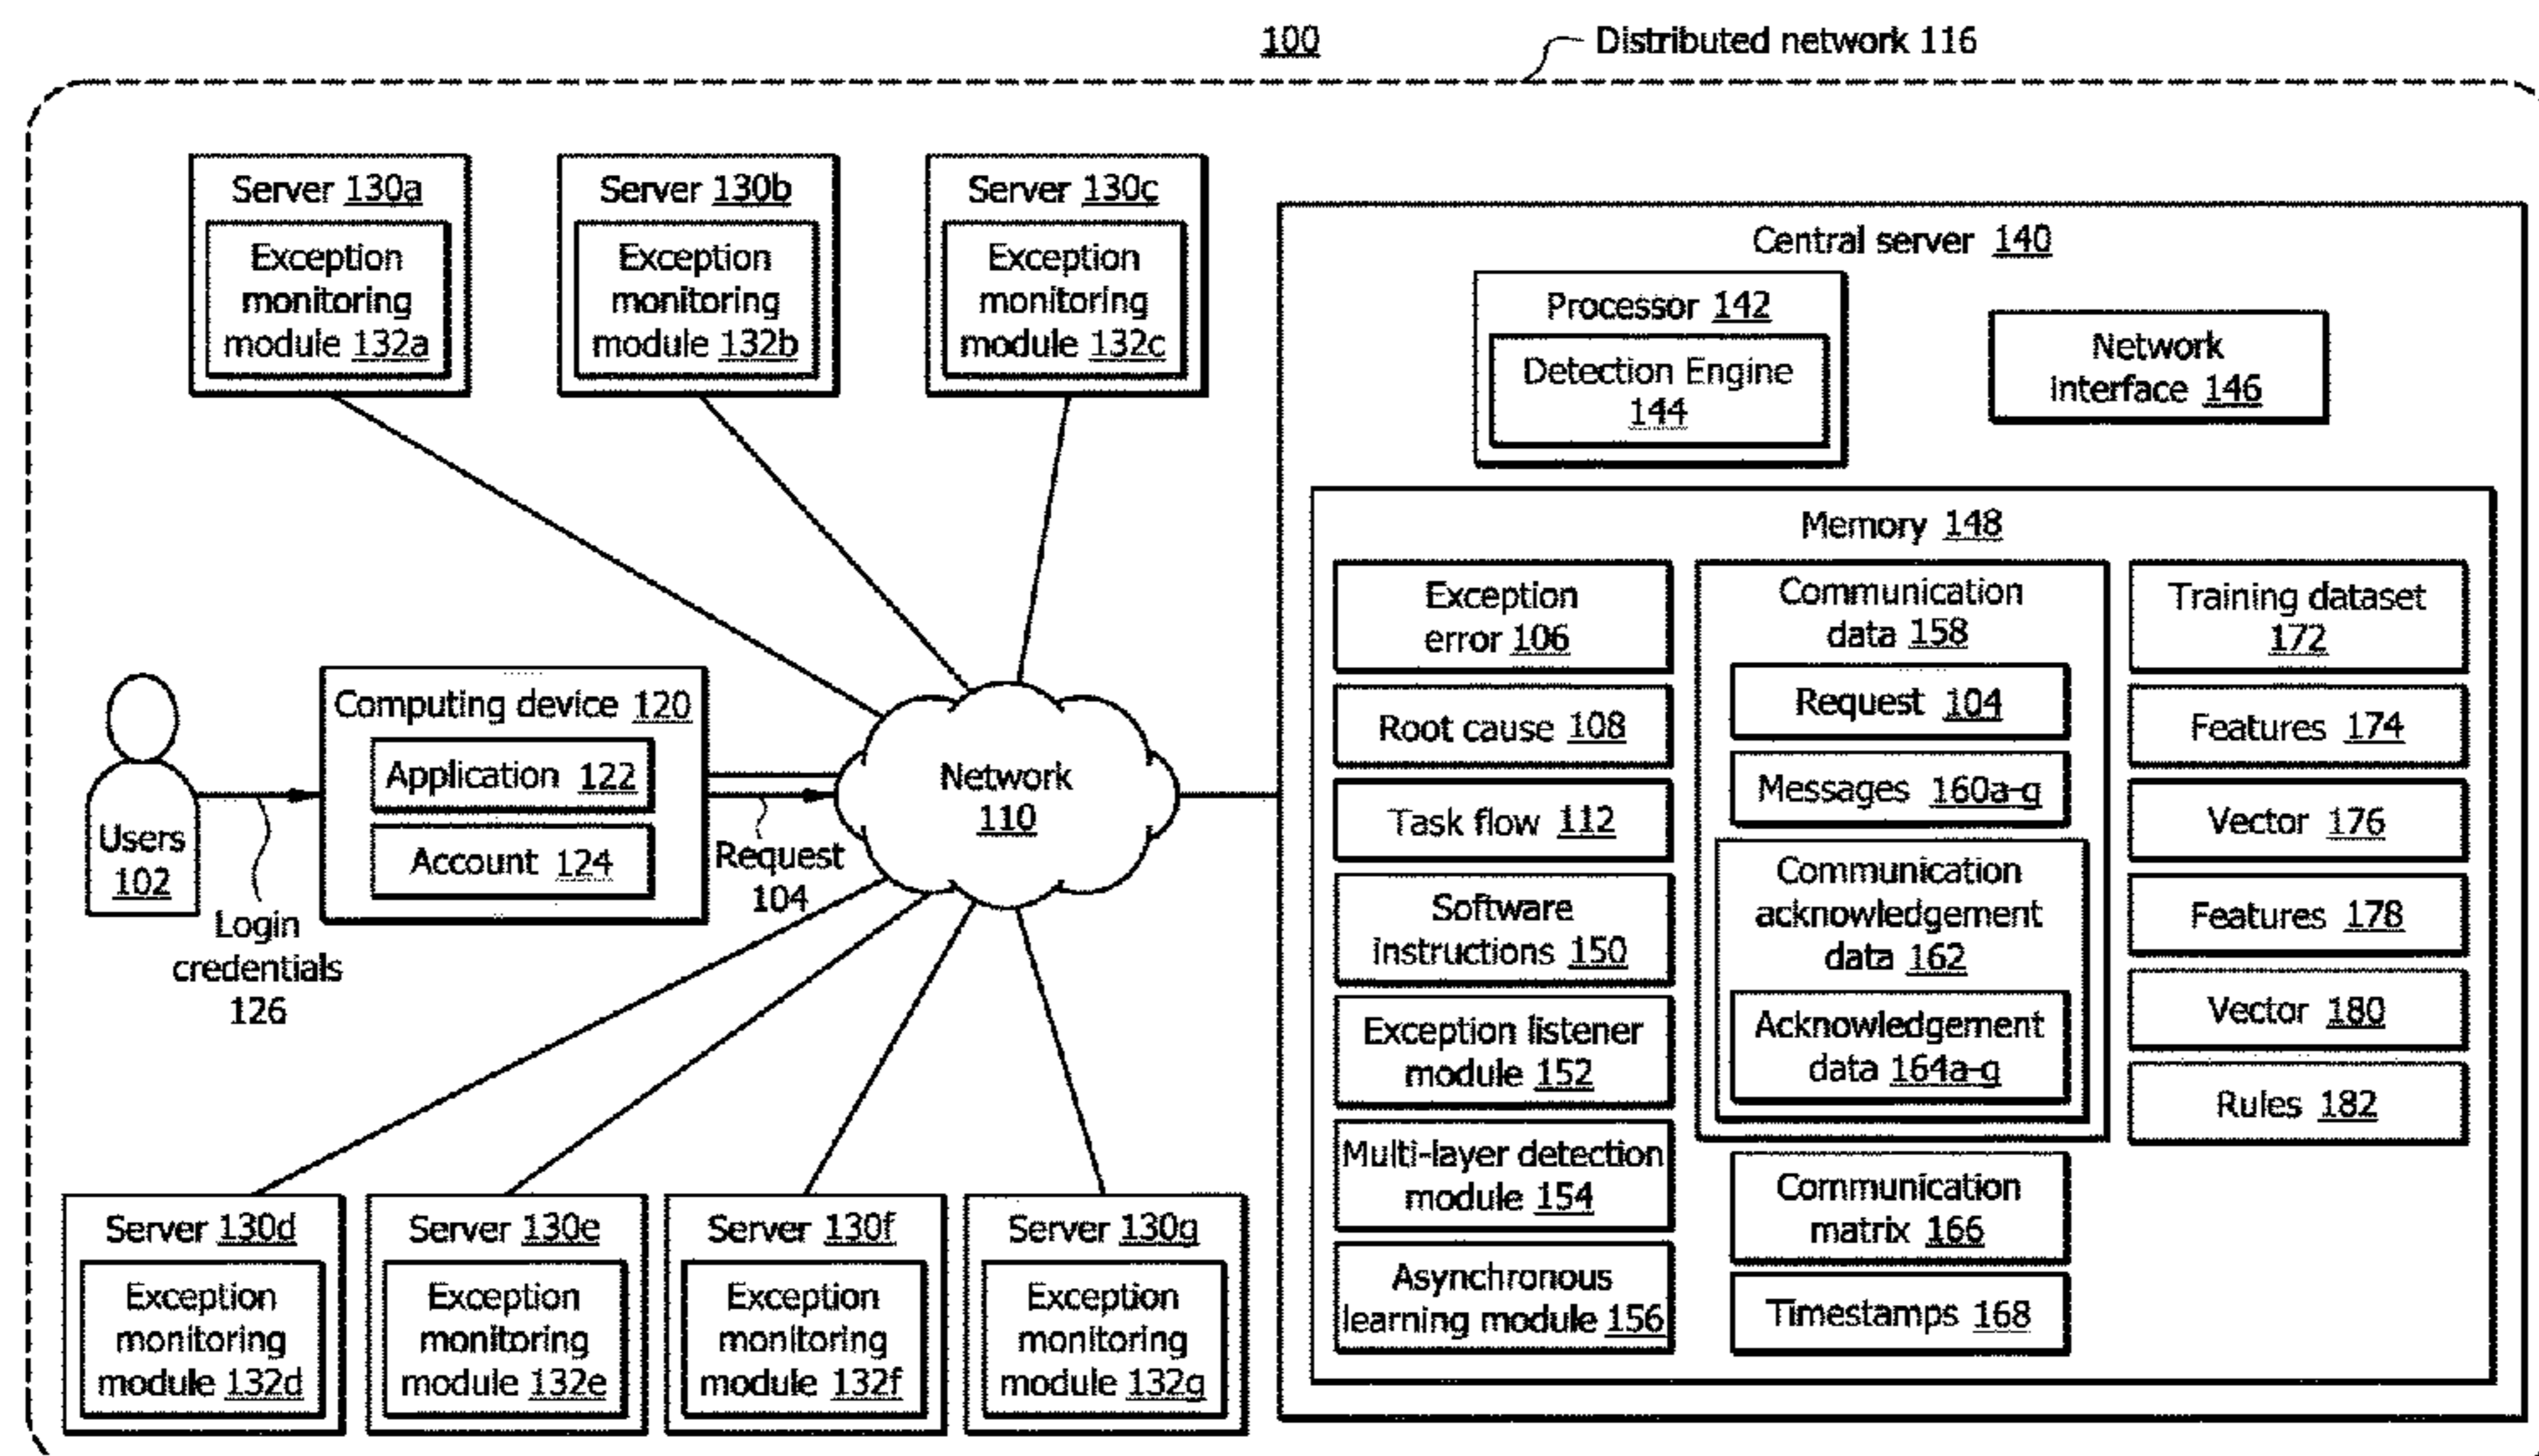 100
Distributed network 116
Server 130a
Exception
monitoring
module 132a
Server 130b
Exception
monitoring
module 132b
Server 130c
Exception
monitoring
module 132c
Users
102
Login
credentials
126
Computing device 120
Application 122
Account 124
Request
104
Network
110
Server 130d
Exception
monitoring
module 132d
Server 130e
Exception
monitoring
module 132e
Server 130f
Exception
monitoring
module 132f
Server 130g
Exception
monitoring
module 132g
Central server 140
Processor 142
Detection Engine
144
Network
interface 146
Memory 148
Exception
error 106
Root cause 108
Task flow 112
Software
instructions 150
Exception listener
module 152
Multi-layer detection
module 154
Asynchronous
learning module 156
Communication
data 158
Request 104
Messages 160a-g
Communication
acknowledgement
data 162
Acknowledgement
data 164a-g
Communication
matrix 166
Timestamps 168
Training dataset
172
Features 174
Vector 176
Features 178
Vector 180
Rules 182